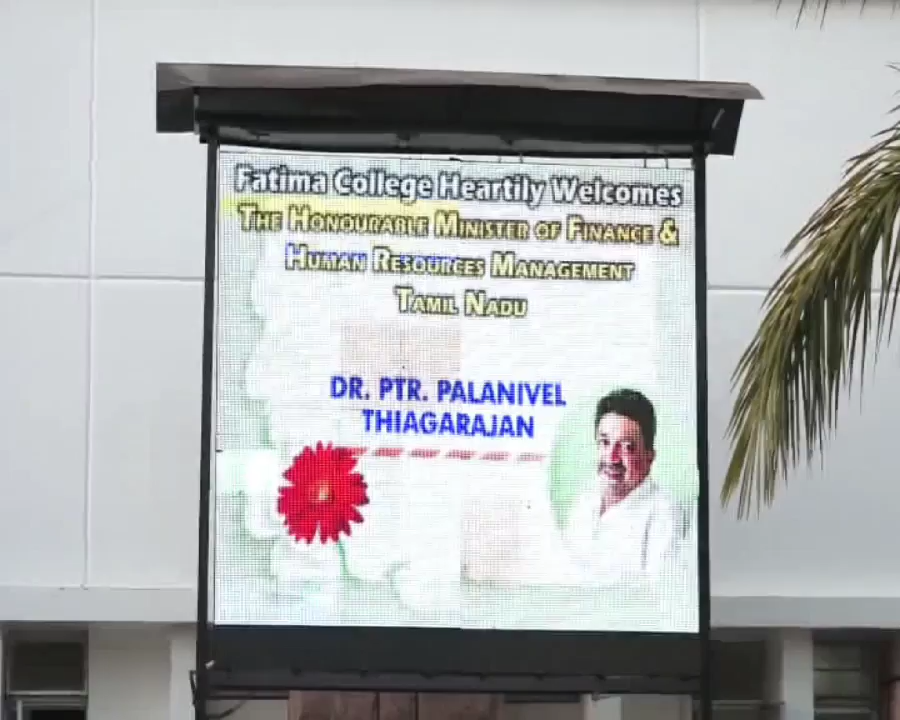 Fatima College Heartily Welcomes
The Honourable Minister of Finance &
Human Resources Management
Tamil Nadu
DR. PTR. PALANIVEL
THIAGARAJAN